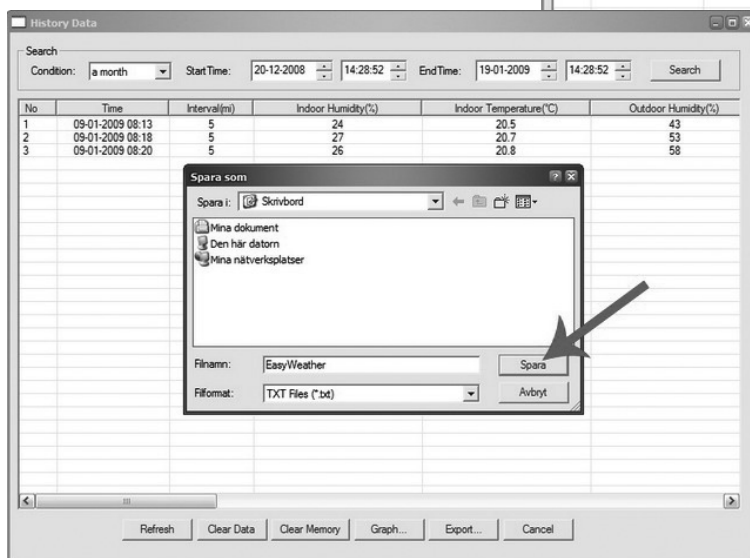 History Data
Search
Condition: a month StartTime: 20-12-2008 14:28:52 EndTime: 19-01-2009 14:28:52 Search
No Time Interval(mi) Indoor Humidity(%) Indoor Temperature(°C) Outdoor Humidity(%)
1 09-01-2009 08:13 5 24 20.5 43
2 09-01-2009 08:18 5 27 20.7 53
3 09-01-2009 08:20 5 26 20.8 58
Spara som
Spara i: Skrivbord
Mina dokument
Den här datorn
Mina nätverksplatser
Filnamn: EasyWeather Spara
Filformat: TXT Files (*.txt) Avbryt
Refresh Clear Data Clear Memory Graph... Export... Cancel